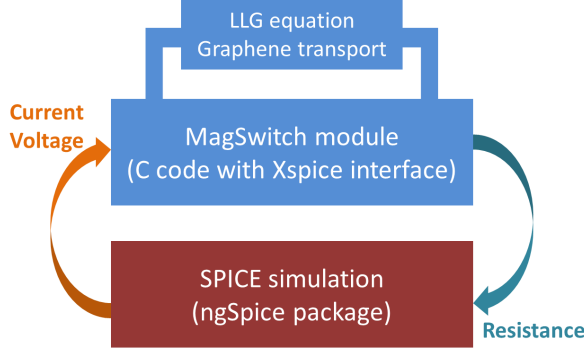 LLG equation
Graphene transport
Current
Voltage
MagSwitch module
(C code with Xspice interface)
SPICE simulation
(ngSpice package)
Resistance